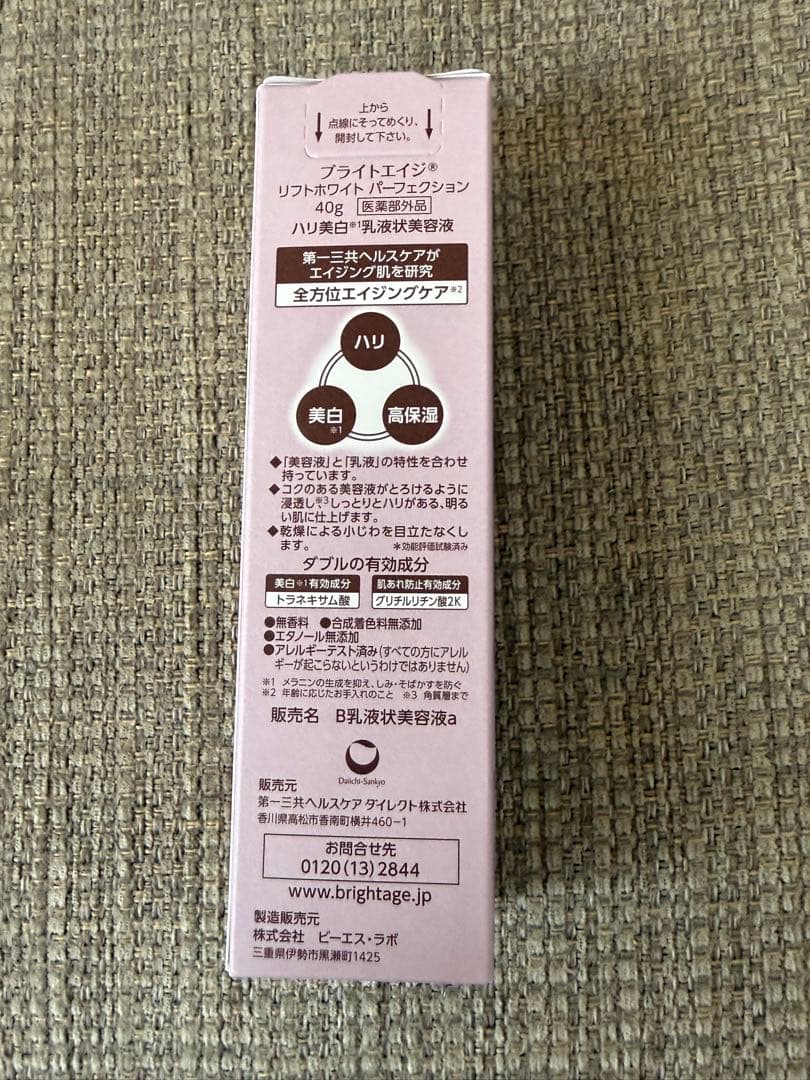 上から
点線にそってめくり、
開封して下さい。
ブライトエイジ®
リフトホワイト パーフェクション
40g 医薬部外品
ハリ美白※1乳液状美容液
第一三共ヘルスケアが
エイジング肌を研究
全方位エイジングケア※2
ハリ
美白※1
高保湿
◆「美容液」と「乳液」の特性を合わせ
持っています。
◆コクのある美容液がとろけるように
浸透し※3しっとりとハリがある、明る
い肌に仕上げます。
◆乾燥による小じわを目立たなくし
ます。 *効能評価試験済み
ダブルの有効成分
美白※1有効成分 肌あれ防止有効成分
トラネキサム酸 グリチルリチン酸2K
●無香料 ●合成着色料無添加
●エタノール無添加
●アレルギーテスト済み(すべての方にアレル
ギーが起こらないというわけではありません)
※1 メラニンの生成を抑え、しみ・そばかすを防ぐ
※2 年齢に応じたお手入れのこと ※3 角質層まで
販売名 B乳液状美容液a
Daiichi-Sankyo
販売元
第一三共ヘルスケア ダイレクト株式会社
香川県高松市香南町横井460-1
お問合せ先
0120(13)2844
www.brightage.jp
製造販売元
株式会社 ビーエス・ラボ
三重県伊勢市黒瀬町1425